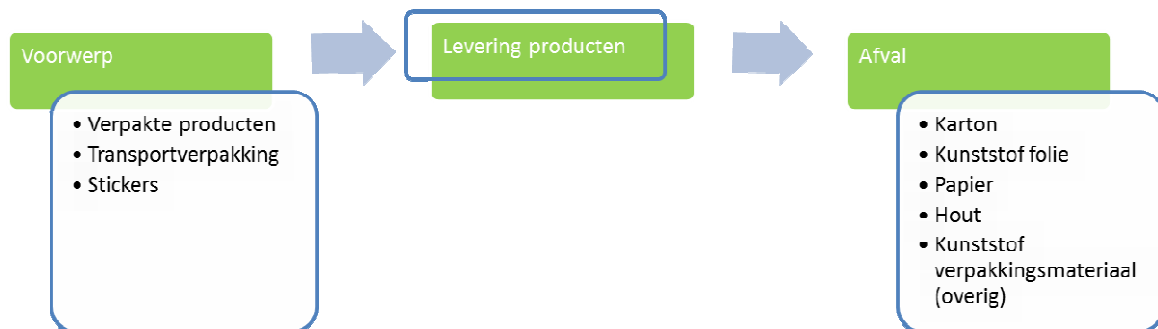 Voorwerp
• Verpakte producten
• Transportverpakking
• Stickers
Levering producten
Afval
• Karton
• Kunststof folie
• Papier
• Hout
• Kunststof
verpakkingsmateriaal
(overig)